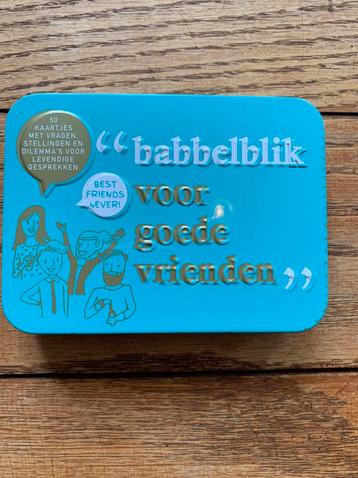 50
KAARTJES
MET VRAGEN,
STELLINGEN EN
DILEMMA'S VOOR
LEVENDIGE
GESPREKKEN
“babbelblik
BEST
FRIENDS
4EVER!
voor
goede
vrienden”